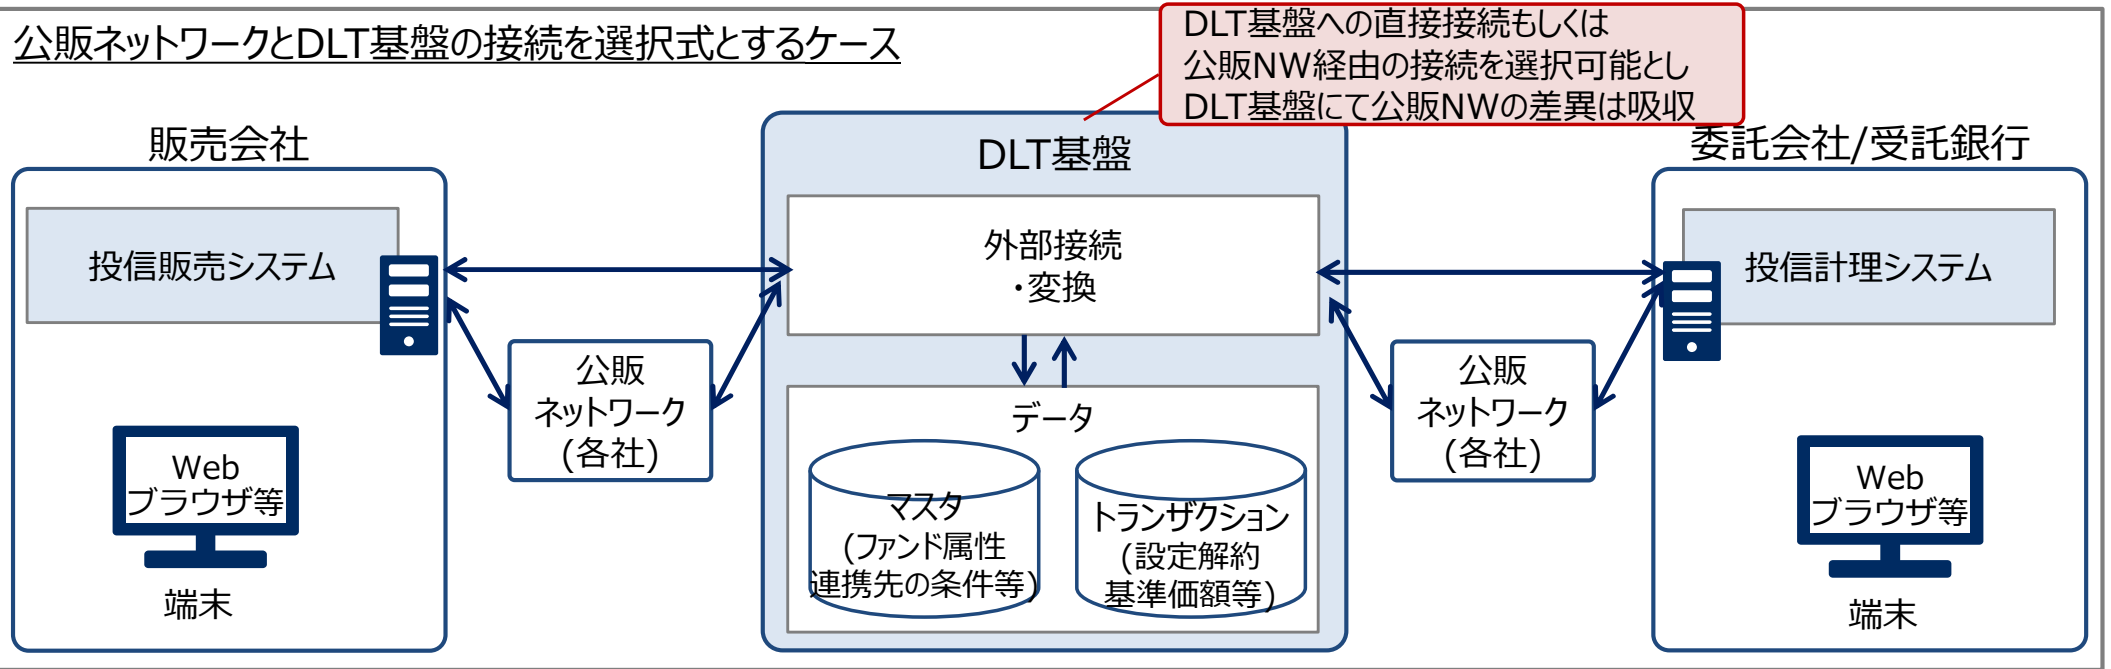 公販ネットワークとDLT基盤の接続を選択式とするケース
DLT基盤への直接接続もしくは
公販NW経由の接続を選択可能とし
DLT基盤にて公販NWの差異は吸収
販売会社
投信販売システム
Web
ブラウザ等
端末
公販
ネットワーク
(各社)
DLT基盤
外部接続
・変換
データ
マスタ
(ファンド属性
連携先の条件等)
トランザクション
(設定解約
基準価額等)
公販
ネットワーク
(各社)
委託会社/受託銀行
投信計理システム
Web
ブラウザ等
端末